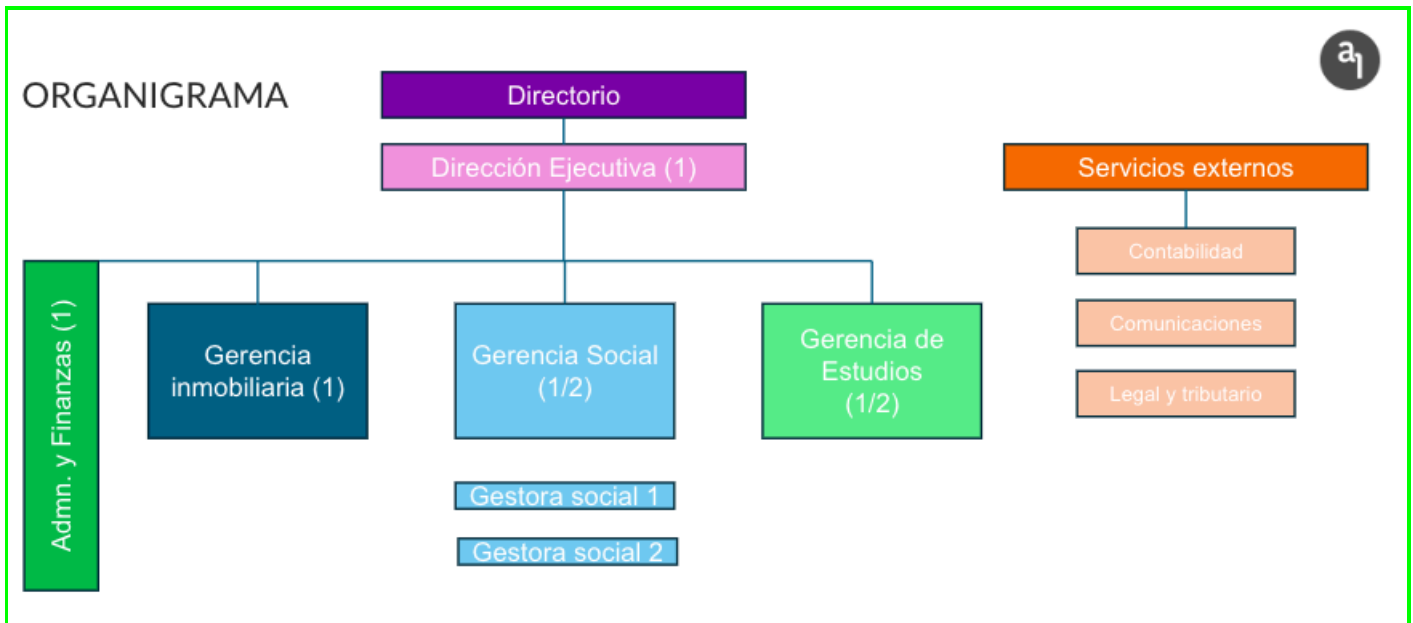 ORGANIGRAMA
a1
Directorio
Dirección Ejecutiva (1)
Servicios externos
Contabilidad
Comunicaciones
Legal y tributario
Admn. y Finanzas (1)
Gerencia
inmobiliaria (1)
Gerencia Social
(1/2)
Gerencia de
Estudios
(1/2)
Gestora social 1
Gestora social 2